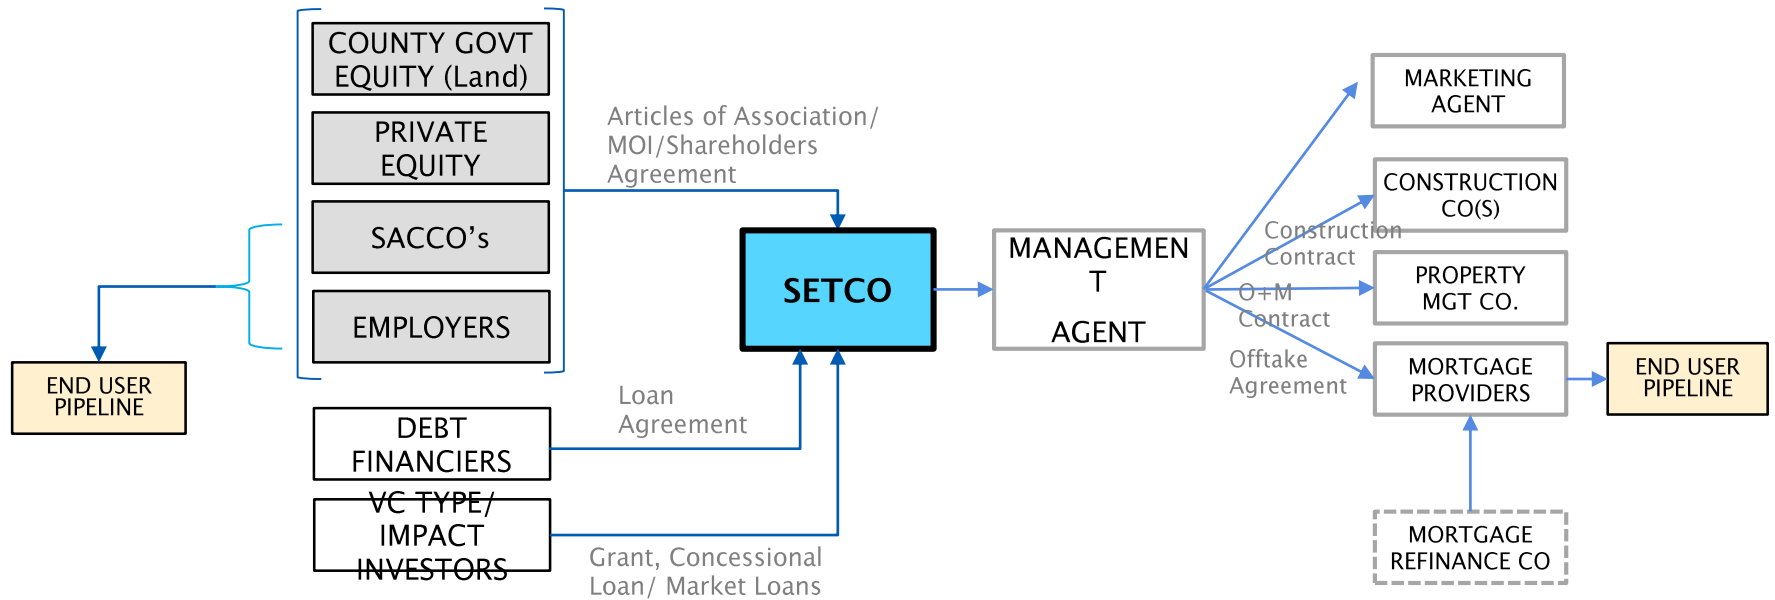 COUNTY GOVT
EQUITY (Land)
PRIVATE
EQUITY
SACCO’s
EMPLOYERS
END USER
PIPELINE
DEBT
FINANCIERS
VC TYPE/
IMPACT
INVESTORS
Articles of Association/
MOI/Shareholders
Agreement
Loan
Agreement
Grant, Concessional
Loan/ Market Loans
SETCO
MANAGEMEN
T
AGENT
Construction
Contract
O+M
Contract
Offtake
Agreement
MARKETING
AGENT
CONSTRUCTION
CO(S)
PROPERTY
MGT CO.
MORTGAGE
PROVIDERS
END USER
PIPELINE
MORTGAGE
REFINANCE CO